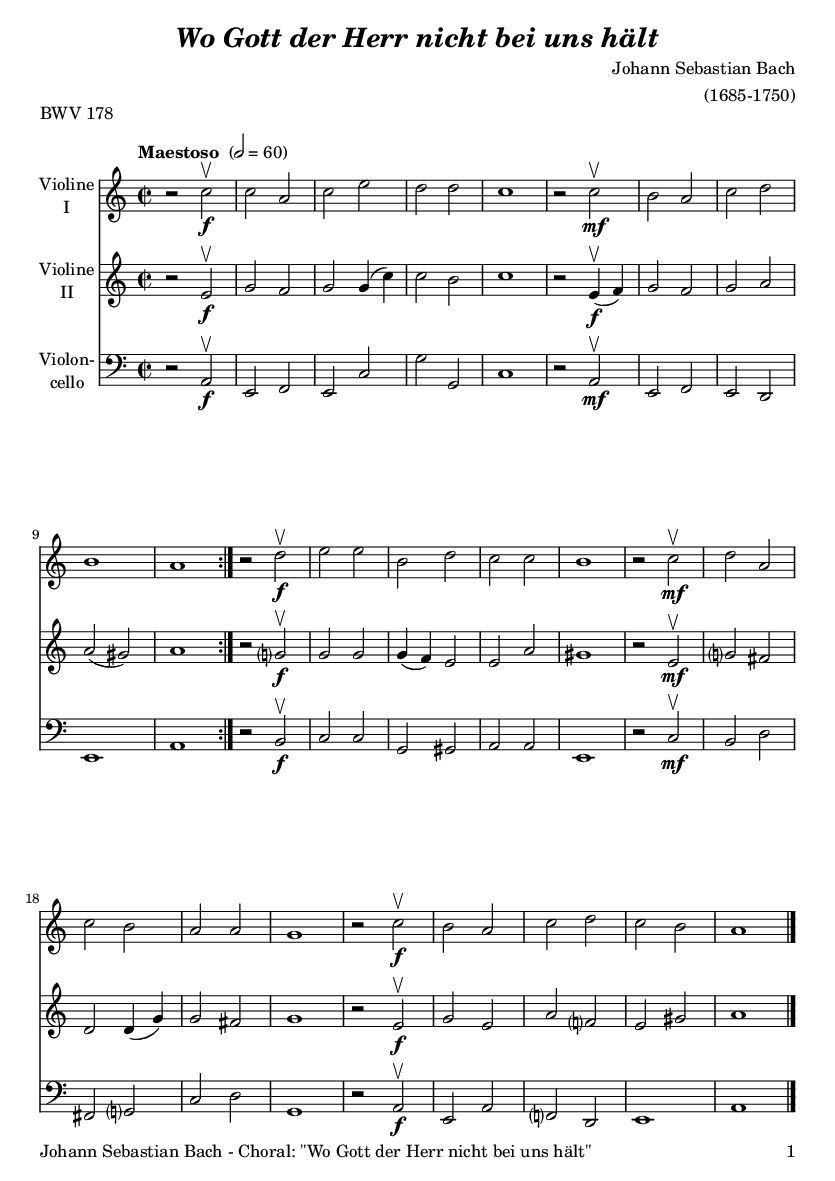 Wo Gott der Herr nicht bei uns hält
Johann Sebastian Bach
(1685-1750)
BWV 178
Maestoso (𝅗𝅥 = 60)
Violine
I
f
mf
Violine
II
f
f
Violon-
cello
f
mf
9
f
mf
f
mf
f
mf
18
f
f
f
Johann Sebastian Bach - Choral: "Wo Gott der Herr nicht bei uns hält"
1